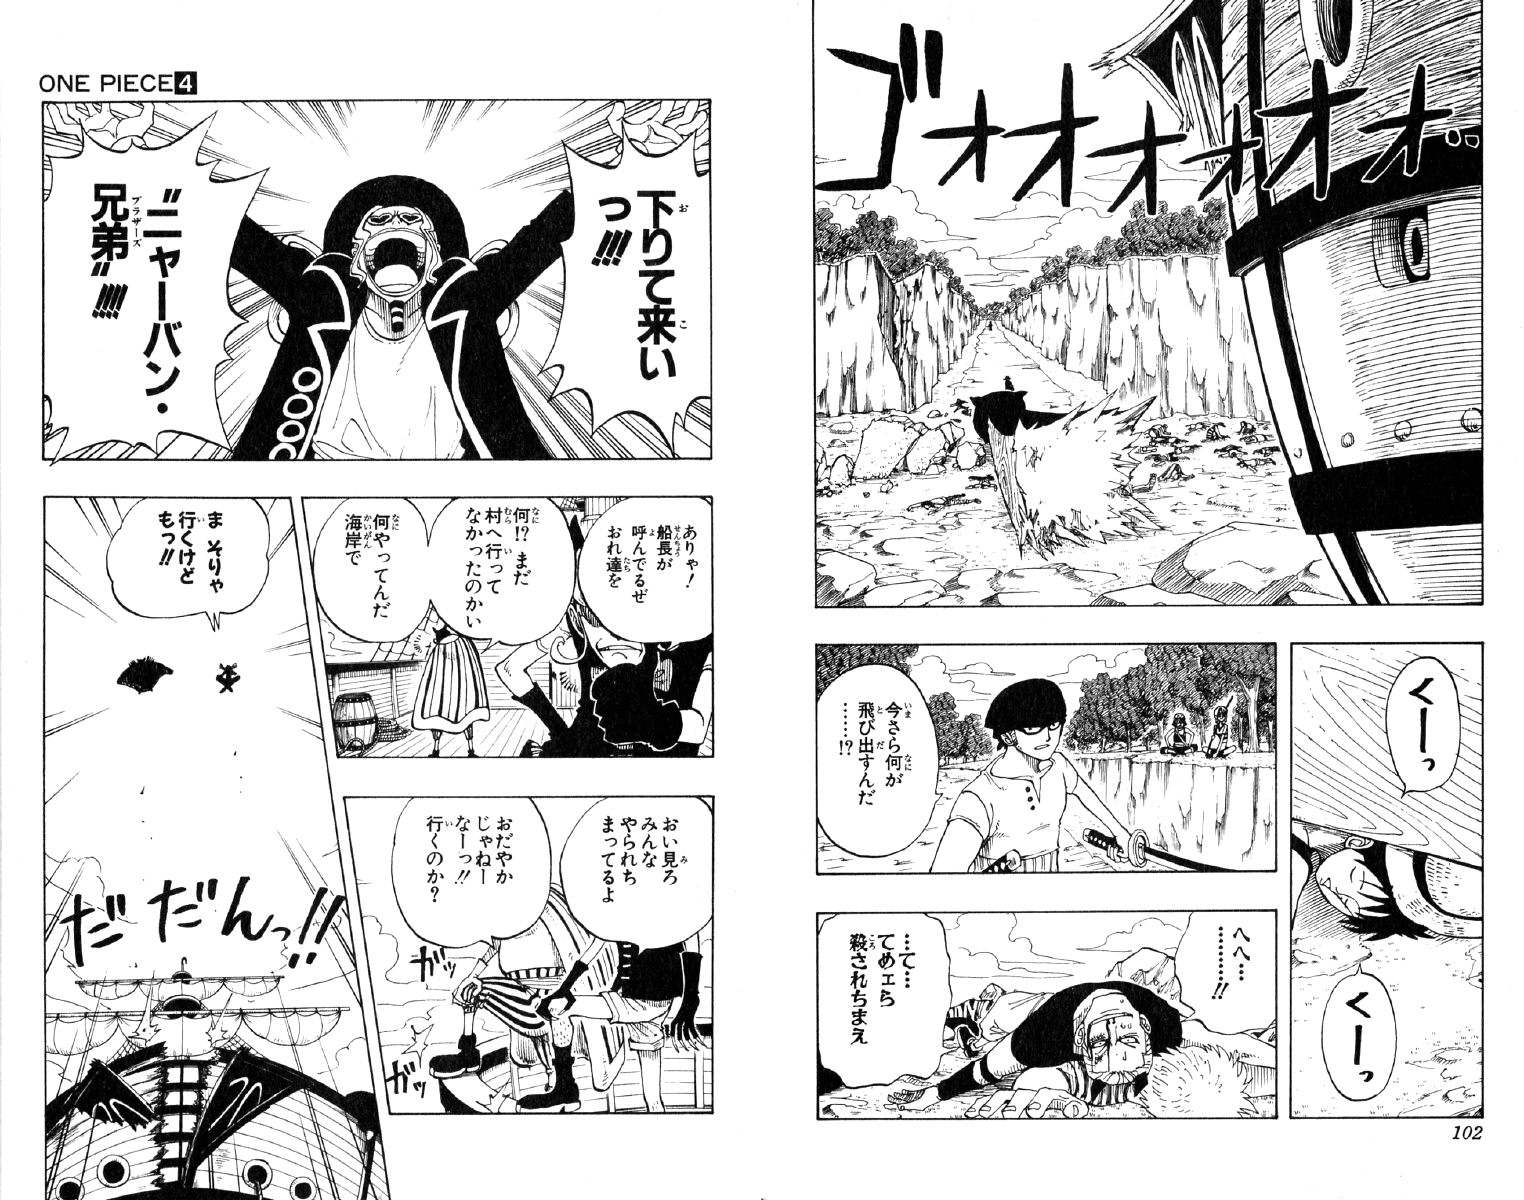 ゴオオオオオオ
くーっ
くーっ
今さら何が
飛び出すんだ
……!?
へへ…
………!!
…て…
てめェら
殺されちまえ
102
ONE PIECE 4
下りて来い
っ!!!
“ニャーバン・
兄弟”!!!!
ブラザーズ
ありゃ!
船長が
呼んでるぜ
おれ達を
何!? まだ
村へ行って
なかったのかい
何やってんだ
海岸で
おい見ろ
みんな
やられち
まってるよ
おだやか
じゃねー
なーっ!!
行くのか?
ガッ
ガッ
ま そりゃ
行くけど
もっ!!
だだんっ!!